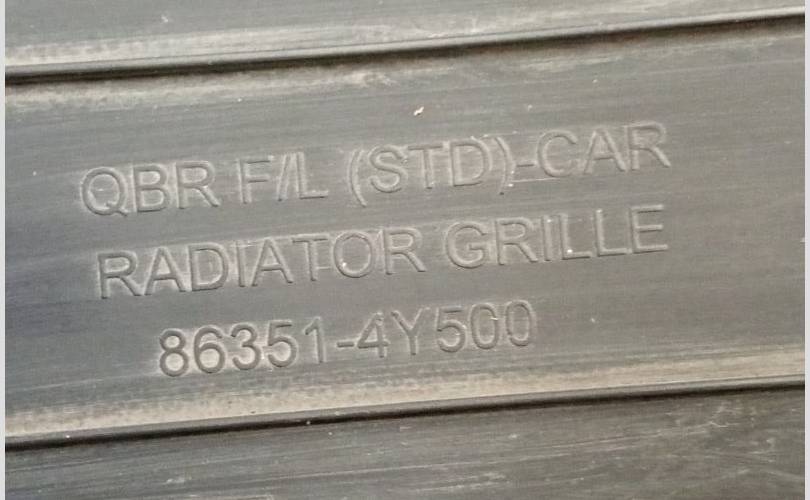 QBR F/L (STD)-CAR
RADIATOR GRILLE
86351-4Y500